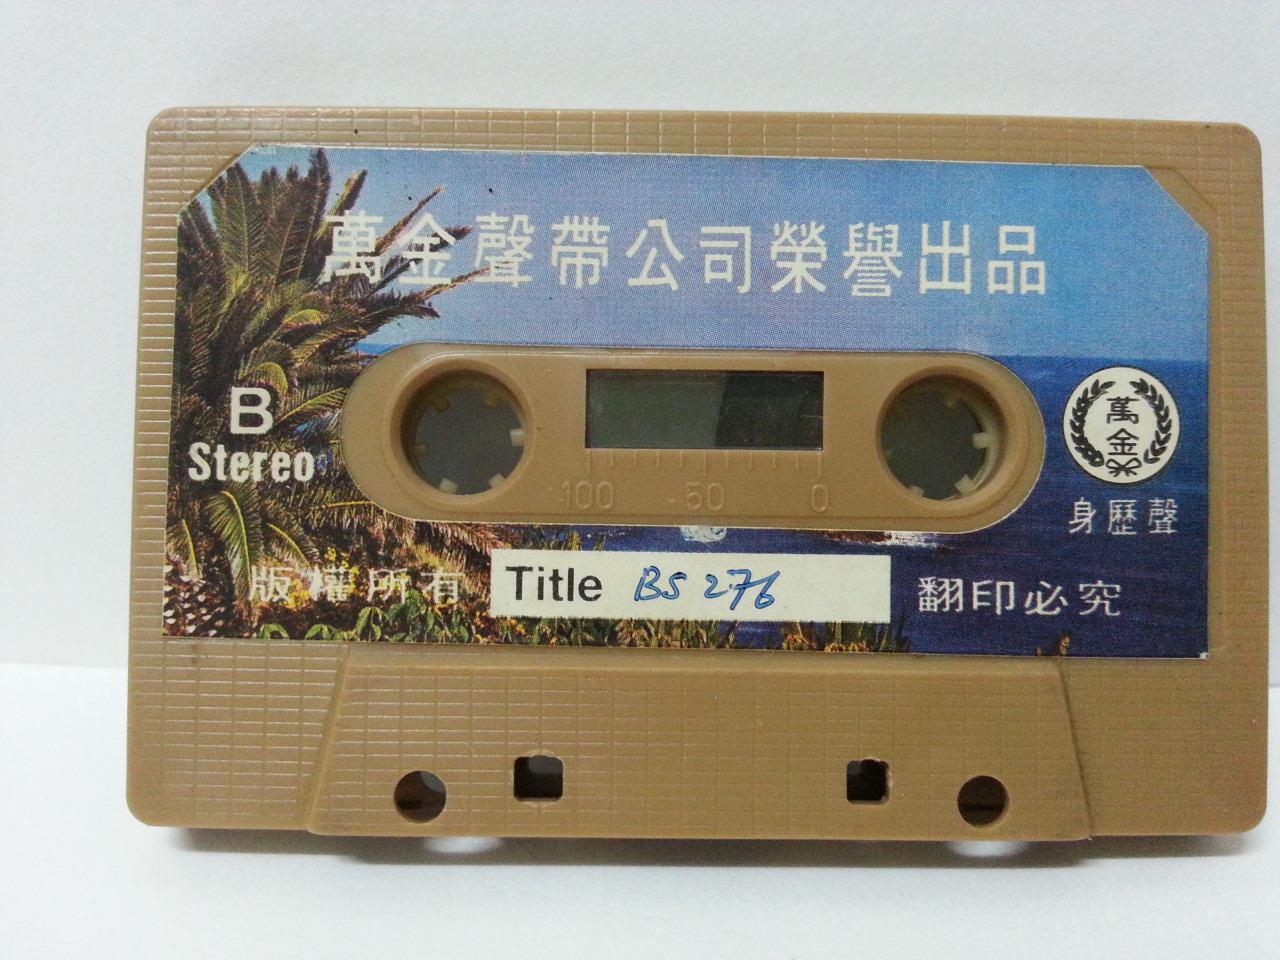 萬金聲帶公司榮譽出品
B
Stereo
100 50 0
萬
金
身歷聲
版權所有
Title BS 276
翻印必究